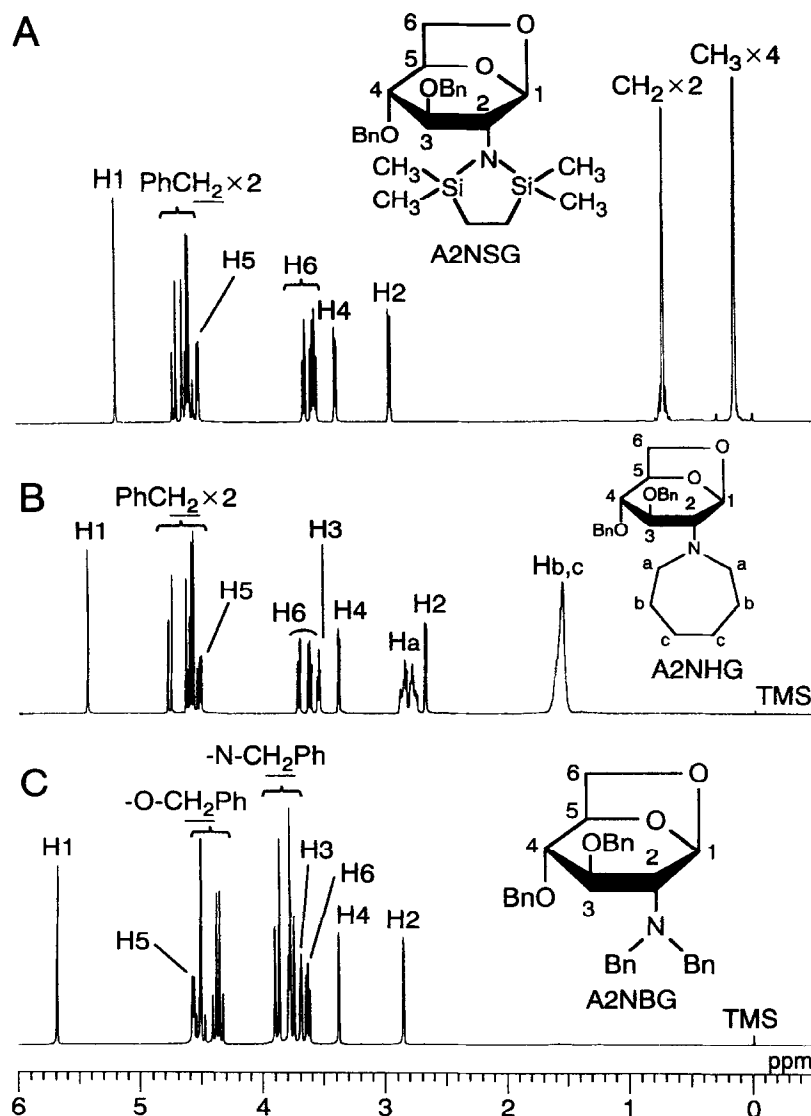 A
6
O
CH3×4
5
O
CH2×2
4
OBn
2
1
BnO
3
N
H1
PhCH2×2
CH3
Si
Si
CH3
CH3
CH3
A2NSG
H5
H6
H4
H2
B
6
O
5
O
4
OBn
2
1
BnO
3
N
PhCH2×2
H1
H3
Hb,c
a
a
H5
H6
H4
H2
b
b
Ha
c
c
A2NHG
TMS
-N-CH2Ph
C
-O-CH2Ph
6
O
5
O
H1
H3
4
OBn
2
1
H6
BnO
3
H5
H4
H2
N
Bn
Bn
A2NBG
TMS
ppm
6 5 4 3 2 1 0